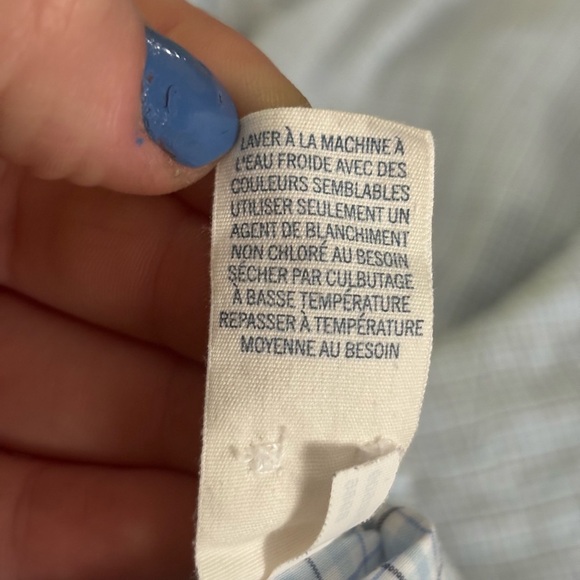 LAVER À LA MACHINE À
L'EAU FROIDE AVEC DES
COULEURS SEMBLABLES
UTILISER SEULEMENT UN
AGENT DE BLANCHIMENT
NON CHLORÉ AU BESOIN
SÉCHER PAR CULBUTAGE
À BASSE TEMPÉRATURE
REPASSER À TEMPÉRATURE
MOYENNE AU BESOIN